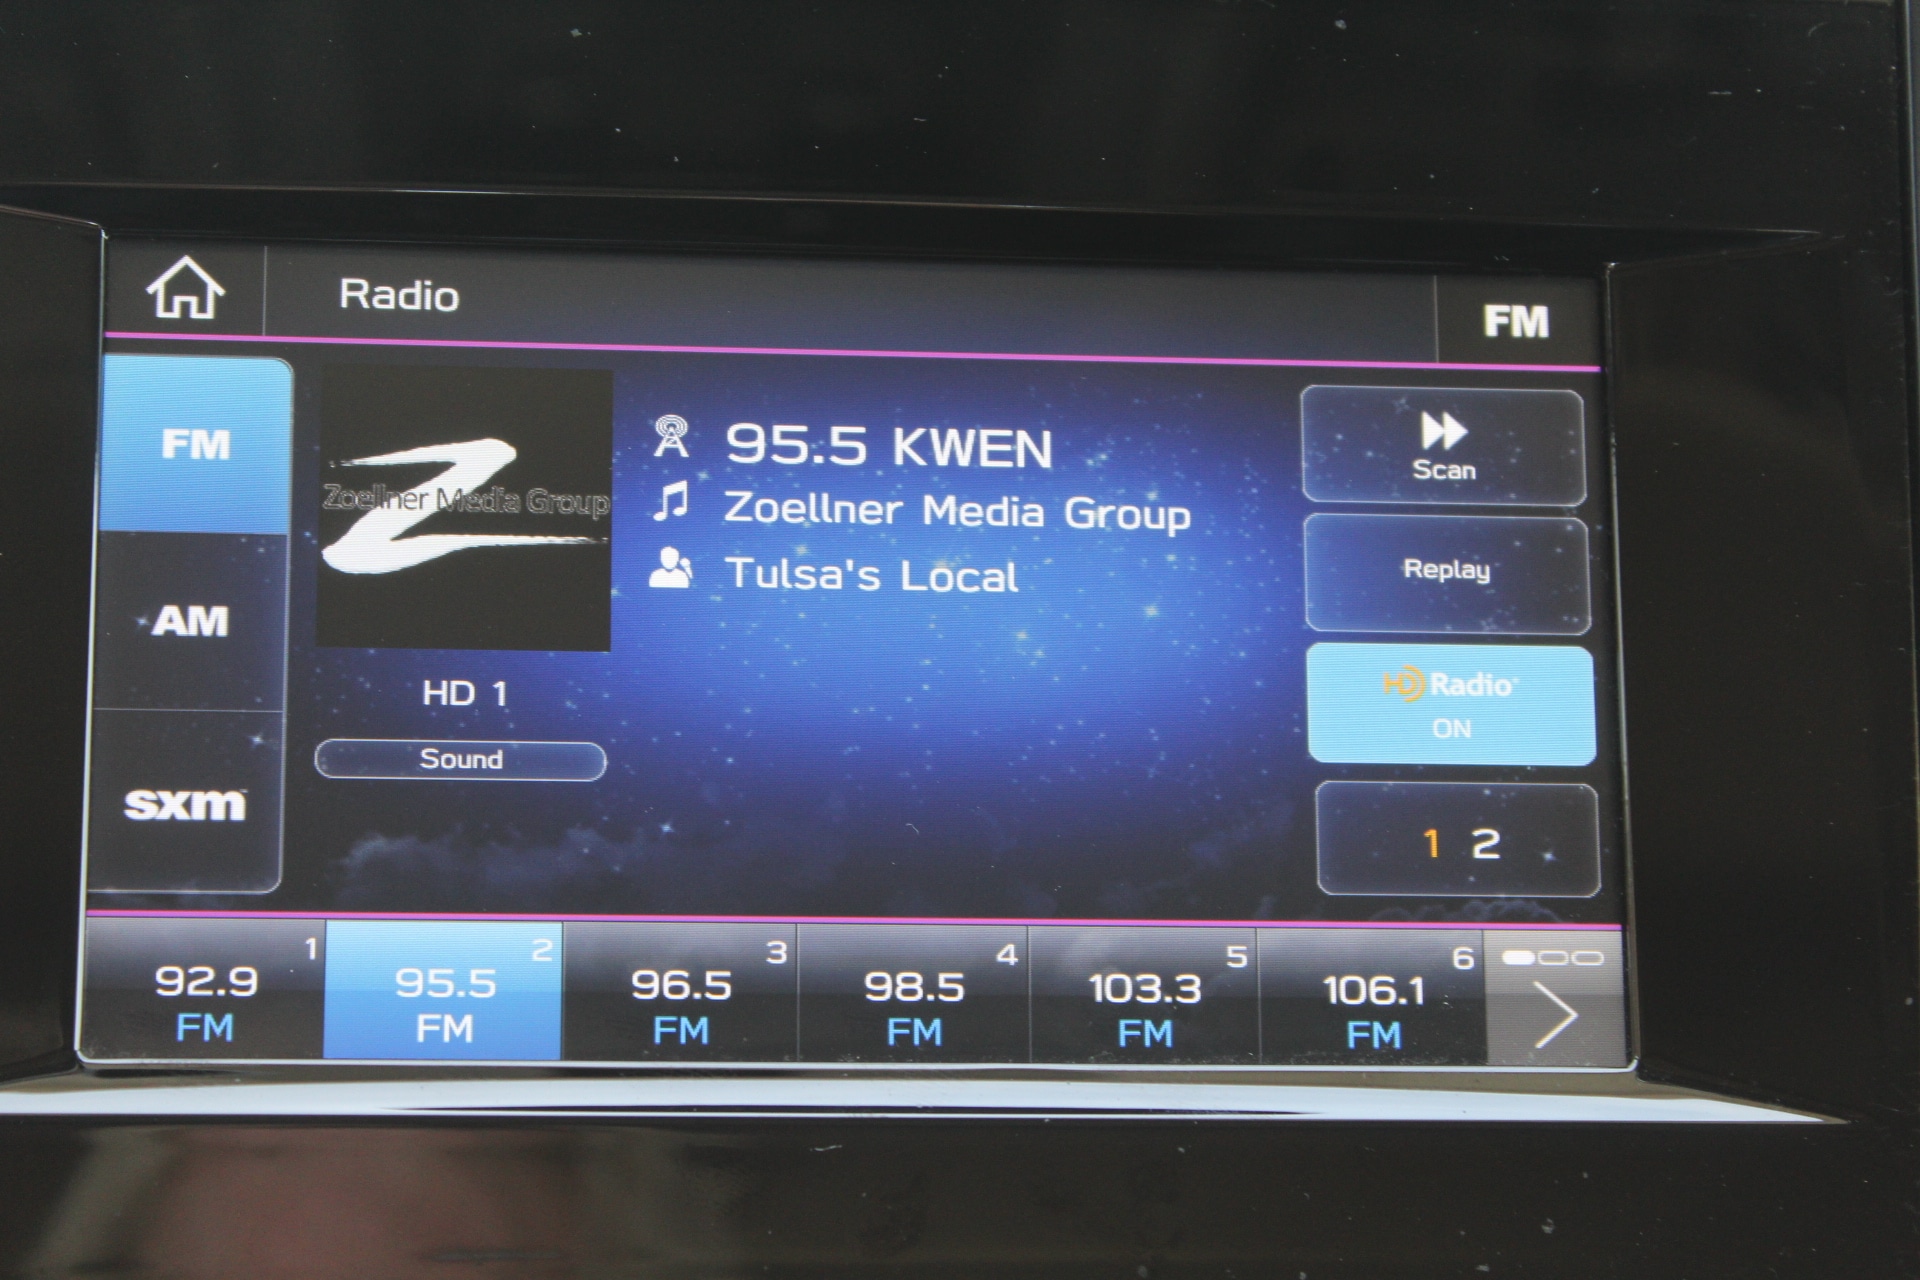 Radio
FM
FM
AM
sxm
Zoellner Media Group
HD 1
Sound
95.5 KWEN
Zoellner Media Group
Tulsa's Local
Scan
Replay
HD Radio
ON
1 2
1
92.9
FM
2
95.5
FM
3
96.5
FM
4
98.5
FM
5
103.3
FM
6
106.1
FM